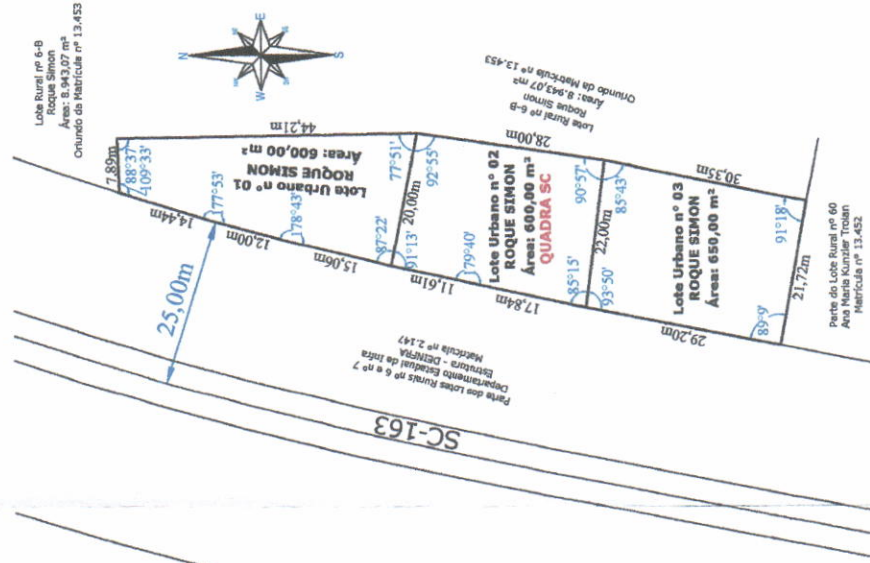 Lote Rural nº 6-B
Roque Simon
Área: 8.943,07 m²
Oriundo da Matrícula nº 13.453
N
E
S
W
7,89m
88°37'
109°33'
44,21m
14,44m
177°53'
12,00m
178°43'
15,06m
87°22'
77°51'
Lote Urbano nº 01
ROQUE SIMON
Área: 600,00 m²
25,00m
20,00m
Lote Rural nº 6-B
Roque Simon
Área: 8.943,07 m²
Oriundo da Matrícula nº 13.453
92°55'
28,00m
91°13'
11,61m
179°40'
17,84m
85°15'
90°57'
Lote Urbano nº 02
ROQUE SIMON
Área: 600,00 m²
QUADRA SC
22,00m
85°43'
93°50'
30,35m
29,20m
Lote Urbano nº 03
ROQUE SIMON
Área: 650,00 m²
91°18'
89°9'
21,72m
Parte dos Lotes Rurais nº 6 e nº 7
Departamento Estadual de Infra
Estrutura - DEINFRA
Matrícula nº 2.147
SC-163
Parte do Lote Rural nº 60
Ana Maria Kunzler Troian
Matrícula nº 13.452